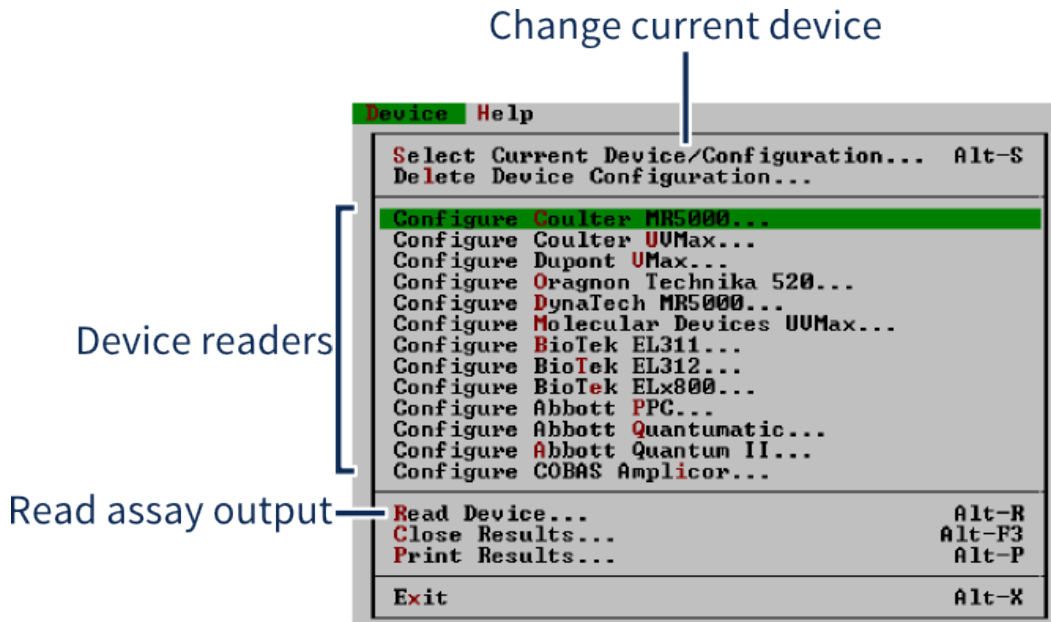 Change current device
Device Help
Select Current Device/Configuration... Alt-S
Delete Device Configuration...
Configure Coulter MR5000...
Configure Coulter UVMax...
Configure Dupont VMax...
Configure Oragnon Technika 520...
Configure DynaTech MR5000...
Configure Molecular Devices UVMax...
Device readers
Configure BioTek EL311...
Configure BioTek EL312...
Configure BioTek ELx800...
Configure Abbott PPC...
Configure Abbott Quantumatic...
Configure Abbott Quantum II...
Configure COBAS Amplicor...
Read assay output
Read Device... Alt-R
Close Results... Alt-F3
Print Results... Alt-P
Exit Alt-X